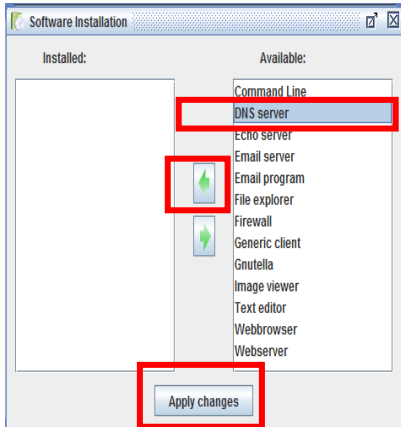 Software Installation
Installed:
Available:
Command Line
DNS server
Echo server
Email server
Email program
File explorer
Firewall
Generic client
Gnutella
Image viewer
Text editor
Webbrowser
Webserver
Apply changes